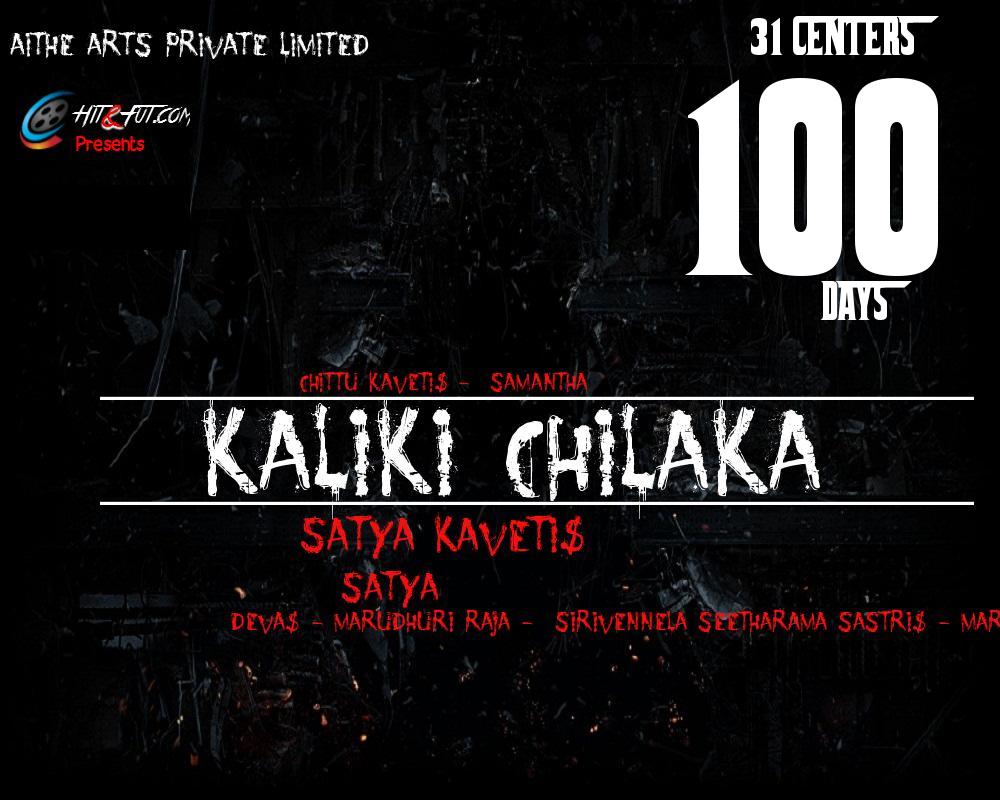 AITHE ARTS PRIVATE LIMITED
31 CENTERS
HIT&FUT.COM
Presents
100
DAYS
CHITTU KAVETI$ - SAMANTHA
KALIKI CHILAKA
SATYA KAVETI$
SATYA
DEVA$ - MARUDHURI RAJA - SIRIVENNELA SEETHARAMA SASTRI$ - MAR